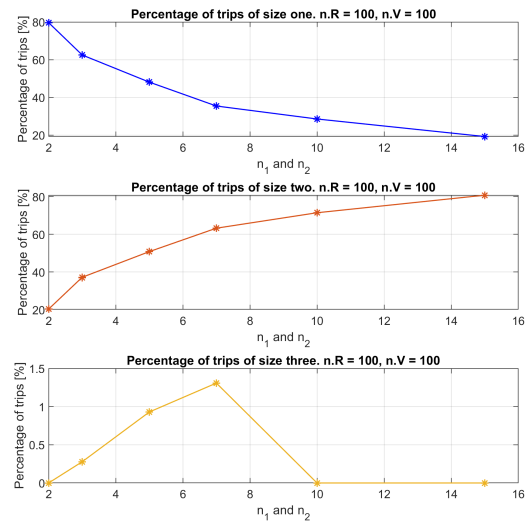 Percentage of trips of size one. n.R = 100, n.V = 100
Percentage of trips [%]
80
60
40
20
2 4 6 8 10 12 14 16
n₁ and n₂
Percentage of trips of size two. n.R = 100, n.V = 100
Percentage of trips [%]
80
60
40
20
2 4 6 8 10 12 14 16
n₁ and n₂
Percentage of trips of size three. n.R = 100, n.V = 100
Percentage of trips [%]
1.5
1
0.5
0
2 4 6 8 10 12 14 16
n₁ and n₂